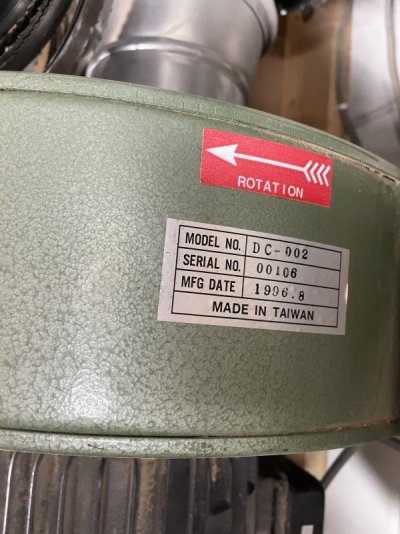 ROTATION
MODEL NO. DC-002
SERIAL NO. 00106
MFG DATE 1996.8
MADE IN TAIWAN